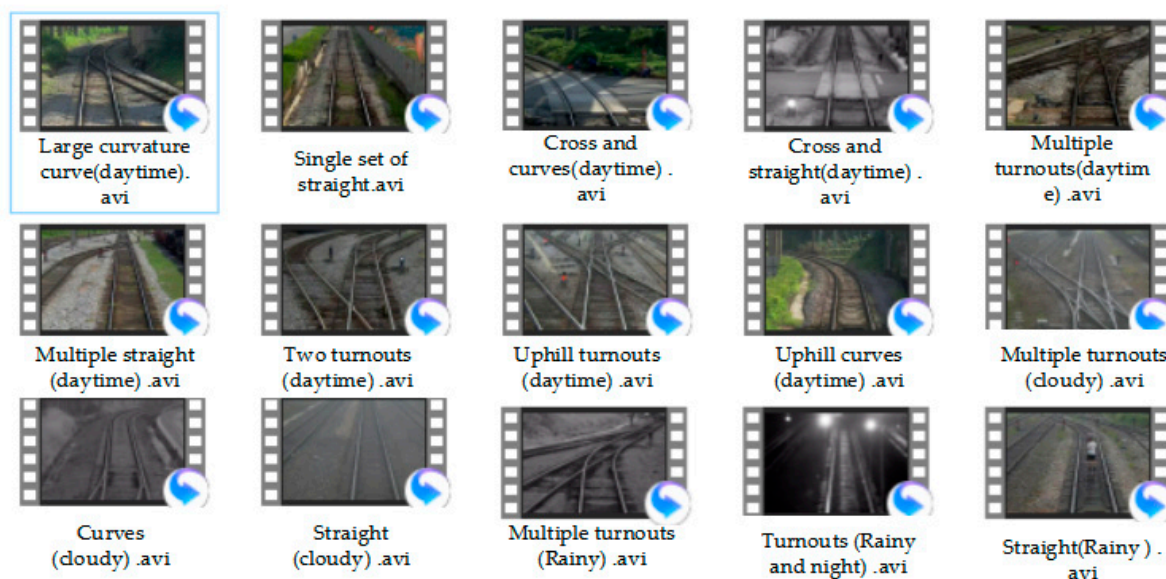 Large curvature
curve(daytime).
avi
Single set of
straight.avi
Cross and
curves(daytime) .
avi
Cross and
straight(daytime) .
avi
Multiple
turnouts(daytim
e) .avi
Multiple straight
(daytime) .avi
Two turnouts
(daytime) .avi
Uphill turnouts
(daytime) .avi
Uphill curves
(daytime) .avi
Multiple turnouts
(cloudy) .avi
Curves
(cloudy) .avi
Straight
(cloudy) .avi
Multiple turnouts
(Rainy) .avi
Turnouts (Rainy
and night) .avi
Straight(Rainy ) .
avi